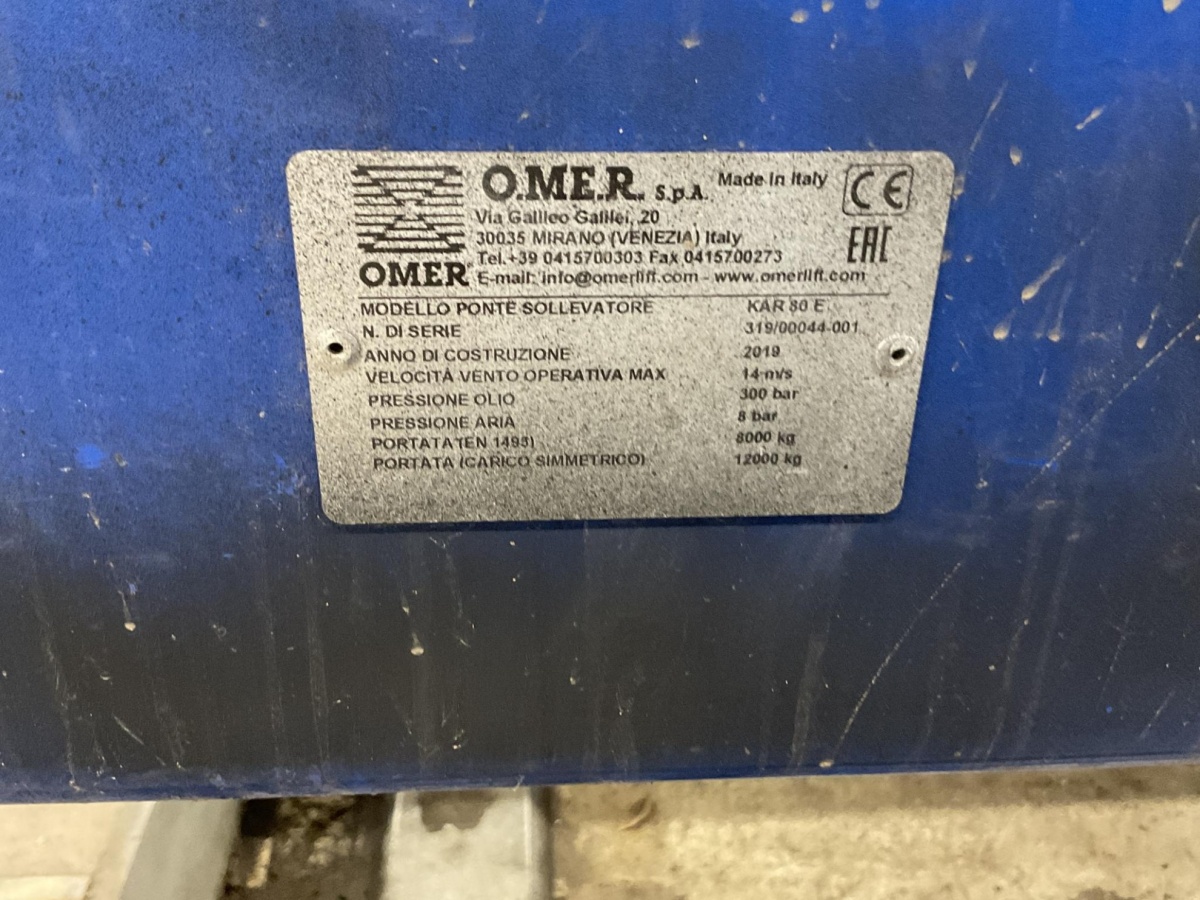 O.ME.R. S.p.A. Made in Italy CE
Via Galileo Galilei, 20
30035 MIRANO (VENEZIA) Italy
EAC
Tel.+39 0415700303 Fax 0415700273
OMER
E-mail: info@omerlift.com - www.omerlift.com
MODELLO PONTE SOLLEVATORE KAR 80 E
N. DI SERIE 319/00044-001
ANNO DI COSTRUZIONE 2019
VELOCITÀ VENTO OPERATIVA MAX 14 m/s
PRESSIONE OLIO 300 bar
PRESSIONE ARIA 8 bar
PORTATA (EN 1493) 8000 kg
PORTATA (CARICO SIMMETRICO) 12000 kg